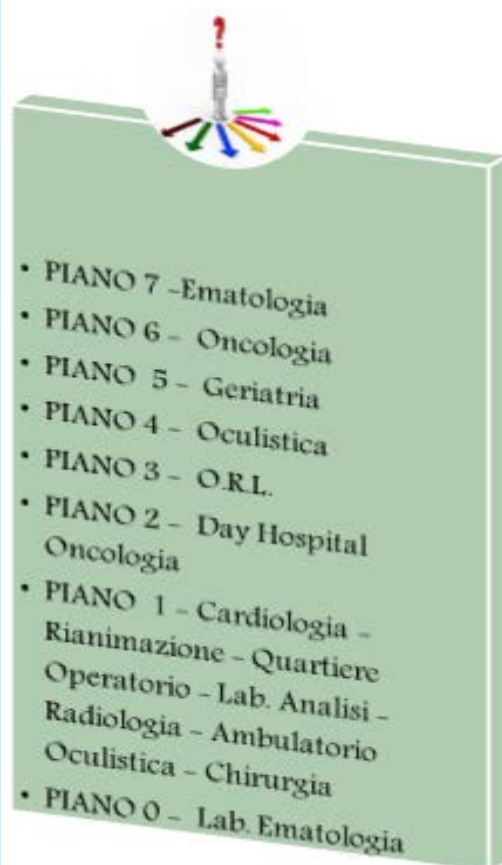 ?
• PIANO 7 -Ematologia
• PIANO 6 - Oncologia
• PIANO 5 - Geriatria
• PIANO 4 - Oculistica
• PIANO 3 - O.R.L.
• PIANO 2 - Day Hospital
Oncologia
• PIANO 1 - Cardiologia -
Rianimazione - Quartiere
Operatorio - Lab. Analisi -
Radiologia - Ambulatorio
Oculistica - Chirurgia
• PIANO 0 - Lab. Ematologia